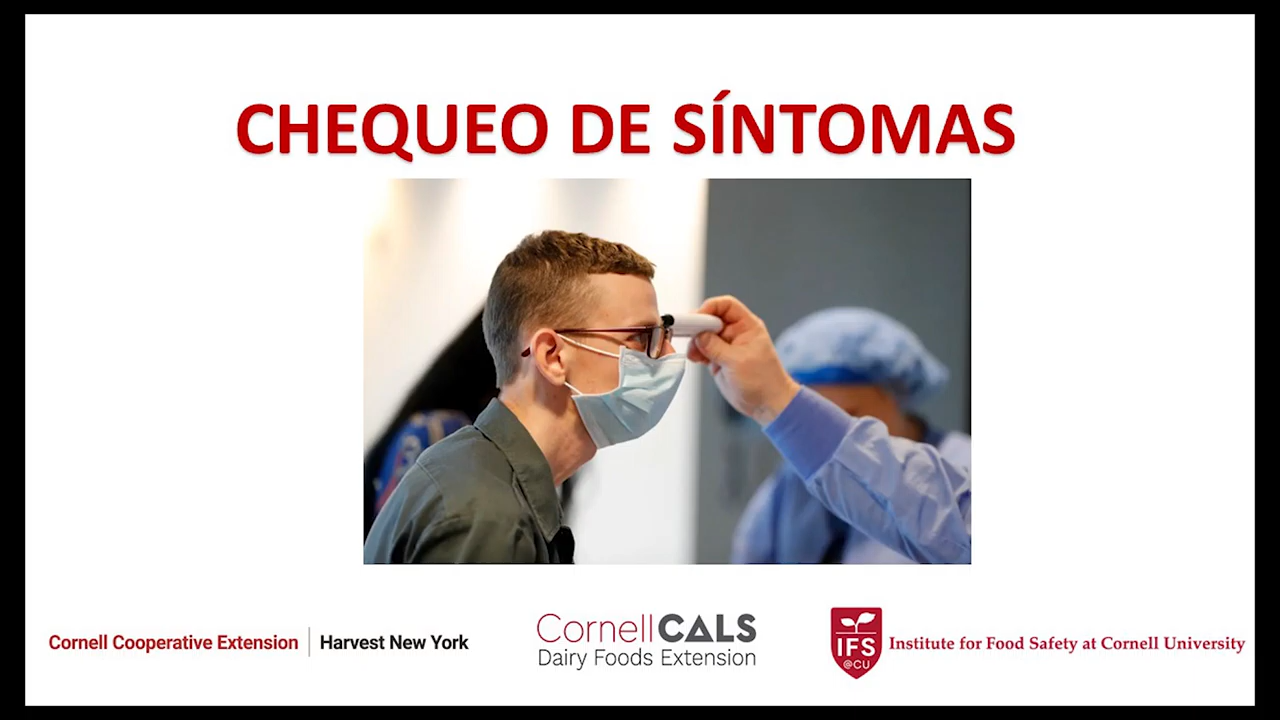 CHEQUEO DE SÍNTOMAS
Cornell Cooperative Extension | Harvest New York
CornellCALS
Dairy Foods Extension
IFS
@CU
Institute for Food Safety at Cornell University